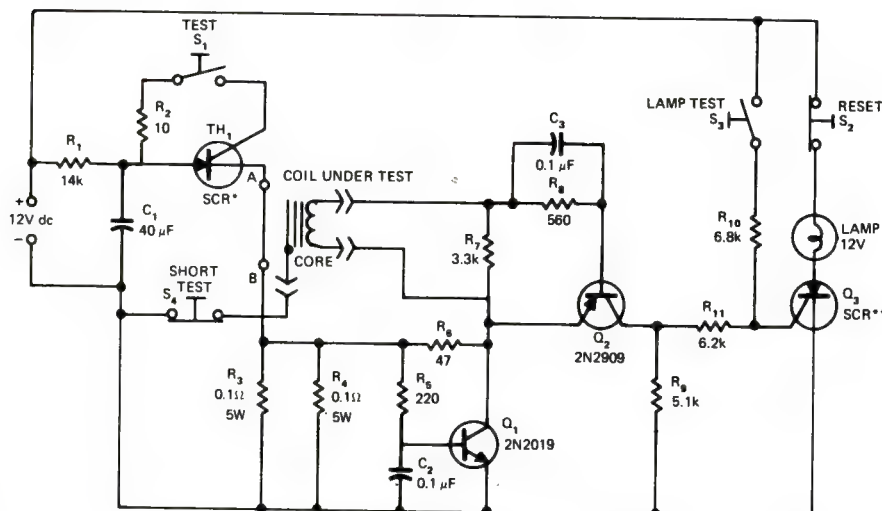 TEST
S1
R2
10
TH1
SCR*
R1
14k
+
12V dc
–
C1
40 μF
A
B
COIL UNDER TEST
CORE
SHORT
TEST
S4
C3
0.1 μF
R8
560
R7
3.3k
LAMP TEST
S3
RESET
S2
R10
6.8k
LAMP
12V
Q3
SCR**
R11
6.2k
Q2
2N2909
R9
5.1k
R6
47
R3
0.1Ω
5W
R4
0.1Ω
5W
R5
220
Q1
2N2019
C2
0.1 μF